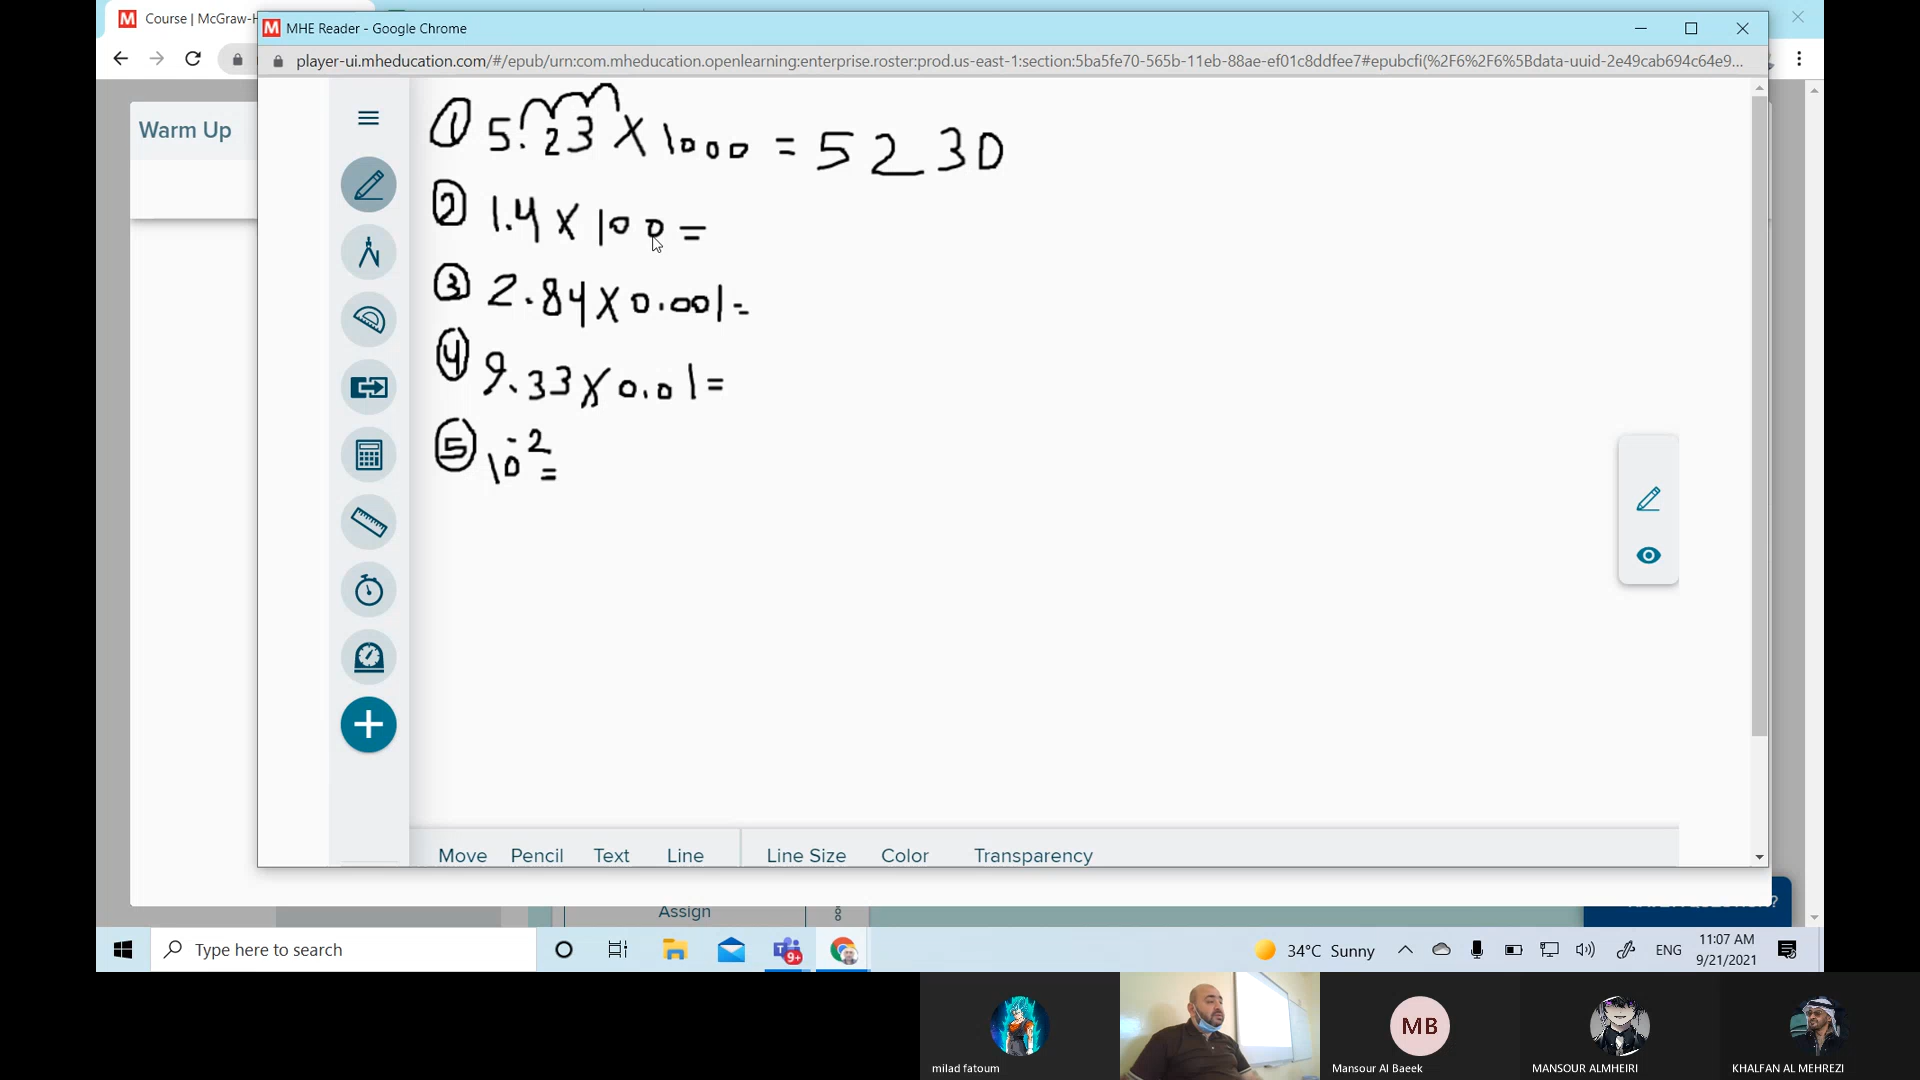 Course | McGraw-H
MHE Reader - Google Chrome
player-ui.mheducation.com/#/epub/urn:com.mheducation.openlearning:enterprise.roster:prod.us-east-1:section:5ba5fe70-565b-11eb-88ae-ef01c8ddfee7#epubcfi(%2F6%2F6%5Bdata-uuid-2e49cab694c64e9...
Warm Up
① 5.23 X 1000 = 5230
② 1.4 X 100 =
③ 2.84 X 0.001 =
④ 9.33 X 0.01 =
⑤ 10⁻² =
Move Pencil Text Line Line Size Color Transparency
Assign
Type here to search
9+
34°C Sunny
ENG
11:07 AM
9/21/2021
MB
milad fatoum
Mansour Al Baeek
MANSOUR ALMHEIRI
KHALFAN AL MEHREZI